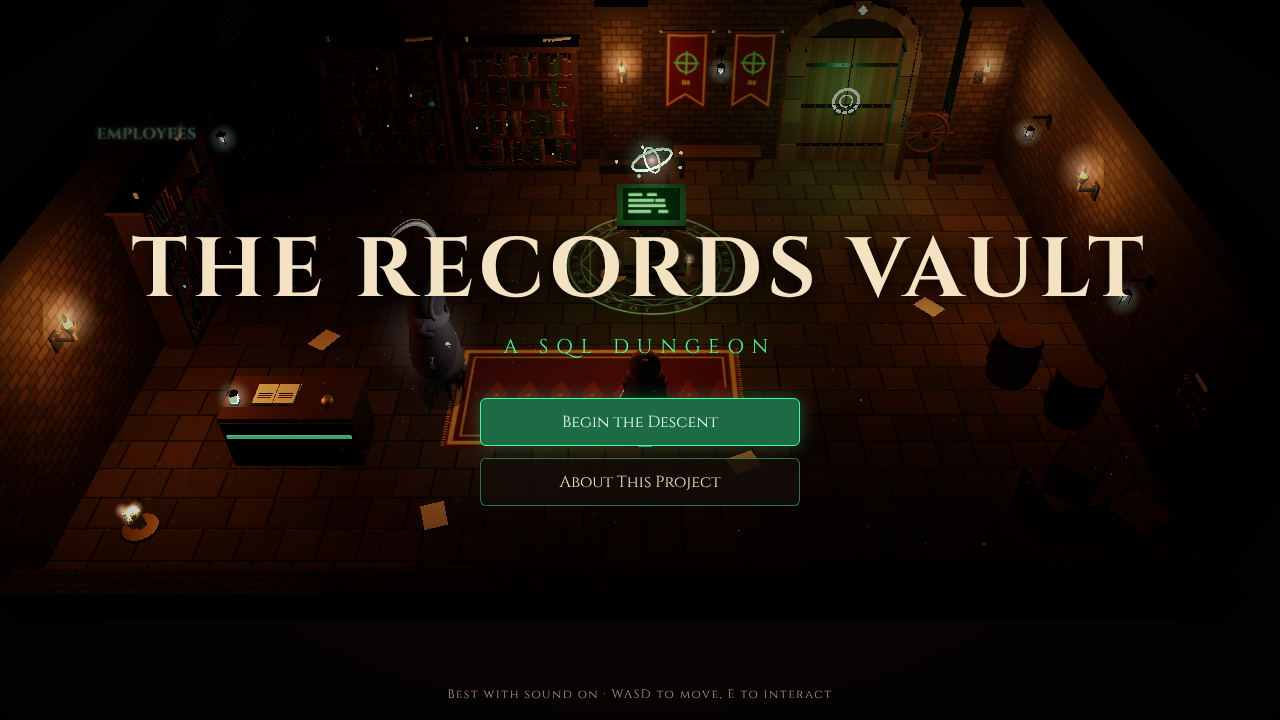 EMPLOYEES
THE RECORDS VAULT
A SQL DUNGEON
Begin the Descent
About This Project
Best with sound on · WASD to move, E to interact